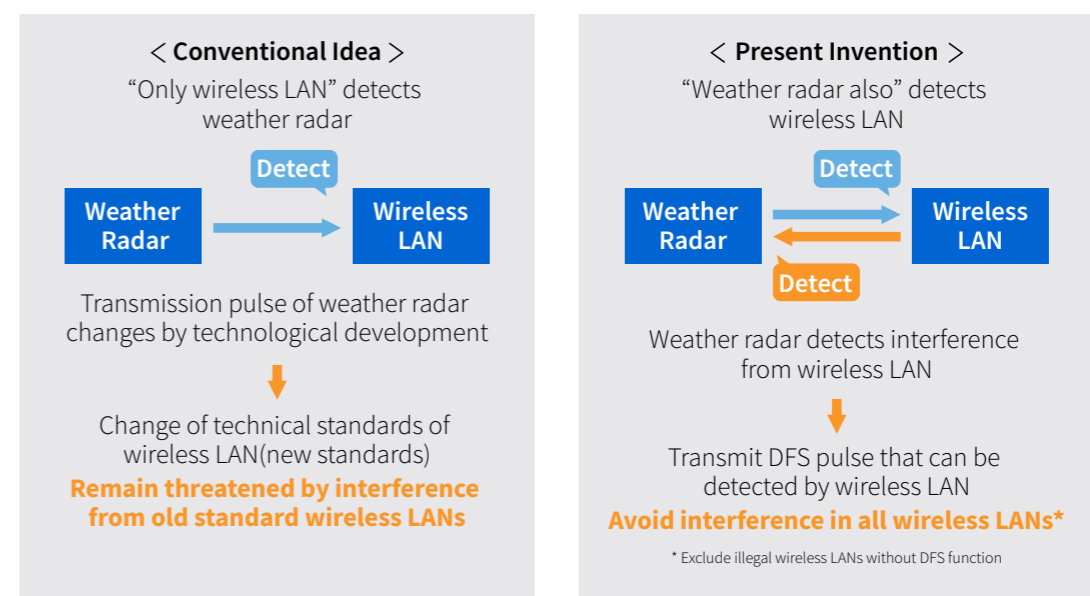 < Conventional Idea >
“Only wireless LAN” detects
weather radar
Detect
Weather
Radar
Wireless
LAN
Transmission pulse of weather radar
changes by technological development
Change of technical standards of
wireless LAN(new standards)
Remain threatened by interference
from old standard wireless LANs
< Present Invention >
“Weather radar also” detects
wireless LAN
Detect
Weather
Radar
Wireless
LAN
Detect
Weather radar detects interference
from wireless LAN
Transmit DFS pulse that can be
detected by wireless LAN
Avoid interference in all wireless LANs*
* Exclude illegal wireless LANs without DFS function